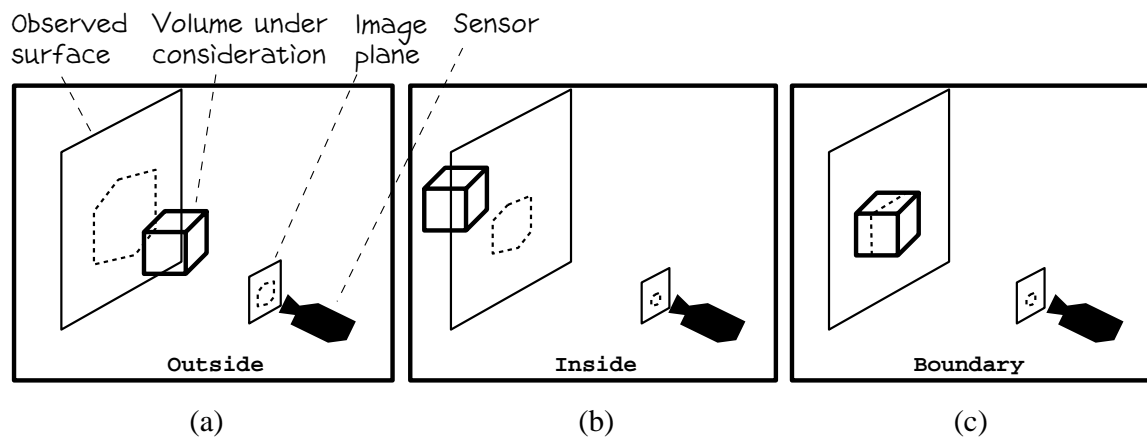 Observed surface
Volume under consideration
Image plane
Sensor
Outside
Inside
Boundary
(a)
(b)
(c)